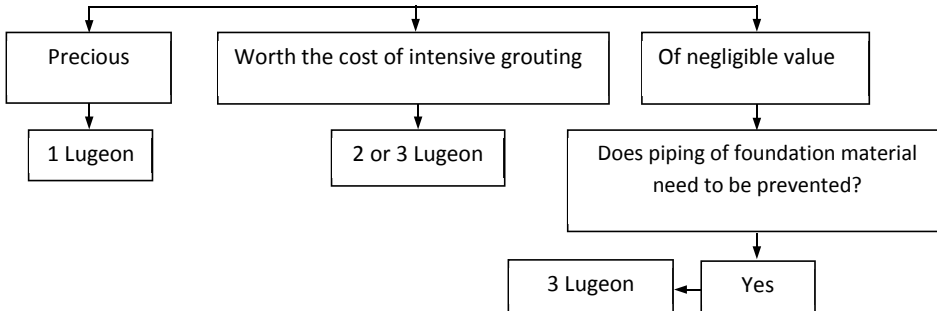 Precious
Worth the cost of intensive grouting
Of negligible value
1 Lugeon
2 or 3 Lugeon
Does piping of foundation material
need to be prevented?
3 Lugeon
Yes